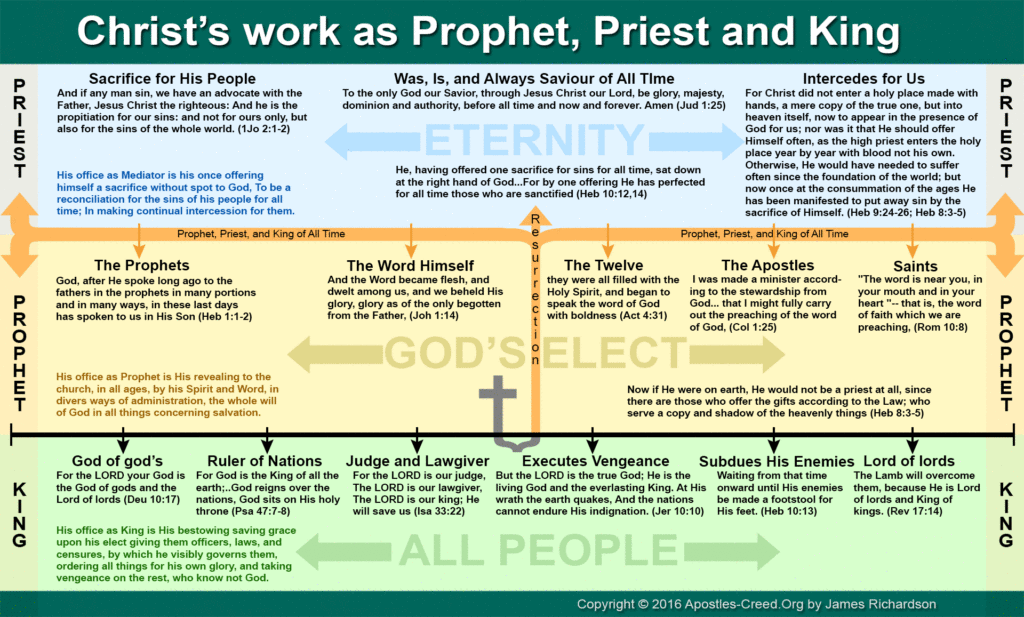 Christ's work as Prophet, Priest and King
PRIEST
Sacrifice for His People
And if any man sin, we have an advocate with the
Father, Jesus Christ the righteous: And he is the
propitiation for our sins: and not for ours only, but
also for the sins of the whole world. (1Jo 2:1-2)
His office as Mediator is his once offering
himself a sacrifice without spot to God, To be a
reconciliation for the sins of his people for all
time; In making continual intercession for them.
Was, Is, and Always Saviour of All TIme
To the only God our Savior, through Jesus Christ our Lord, be glory, majesty,
dominion and authority, before all time and now and forever. Amen (Jud 1:25)
ETERNITY
He, having offered one sacrifice for sins for all time, sat down
at the right hand of God...For by one offering He has perfected
for all time those who are sanctified (Heb 10:12,14)
Intercedes for Us
For Christ did not enter a holy place made with
hands, a mere copy of the true one, but into
heaven itself, now to appear in the presence of
God for us; nor was it that He should offer
Himself often, as the high priest enters the holy
place year by year with blood not his own.
Otherwise, He would have needed to suffer
often since the foundation of the world; but
now once at the consummation of the ages He
has been manifested to put away sin by the
sacrifice of Himself. (Heb 9:24-26; Heb 8:3-5)
PRIEST
Prophet, Priest, and King of All Time
Resurrection
Prophet, Priest, and King of All Time
PROPHET
The Prophets
God, after He spoke long ago to the
fathers in the prophets in many portions
and in many ways, in these last days
has spoken to us in His Son (Heb 1:1-2)
The Word Himself
And the Word became flesh, and
dwelt among us, and we beheld His
glory, glory as of the only begotten
from the Father, (Joh 1:14)
The Twelve
they were all filled with the
Holy Spirit, and began to
speak the word of God
with boldness (Act 4:31)
The Apostles
I was made a minister accord-
ing to the stewardship from
God... that I might fully carry
out the preaching of the word
of God, (Col 1:25)
Saints
"The word is near you, in
your mouth and in your
heart "-- that is, the word
of faith which we are
preaching, (Rom 10:8)
PROPHET
GOD'S ELECT
His office as Prophet is His revealing to the
church, in all ages, by his Spirit and Word, in
divers ways of administration, the whole will
of God in all things concerning salvation.
Now if He were on earth, He would not be a priest at all, since
there are those who offer the gifts according to the Law; who
serve a copy and shadow of the heavenly things (Heb 8:3-5)
KING
God of god's
For the LORD your God is
the God of gods and the
Lord of lords (Deu 10:17)
Ruler of Nations
For God is the King of all the
earth;..God reigns over the
nations, God sits on His holy
throne (Psa 47:7-8)
Judge and Lawgiver
For the LORD is our judge,
The LORD is our lawgiver,
The LORD is our king; He
will save us (Isa 33:22)
Executes Vengeance
But the LORD is the true God; He is the
living God and the everlasting King. At His
wrath the earth quakes, And the nations
cannot endure His indignation. (Jer 10:10)
Subdues His Enemies
Waiting from that time
onward until His enemies
be made a footstool for
His feet. (Heb 10:13)
Lord of lords
The Lamb will overcome
them, because He is Lord
of lords and King of
kings. (Rev 17:14)
KING
His office as King is His bestowing saving grace
upon his elect giving them officers, laws, and
censures, by which he visibly governs them,
ordering all things for his own glory, and taking
vengeance on the rest, who know not God.
ALL PEOPLE
Copyright © 2016 Apostles-Creed.Org by James Richardson